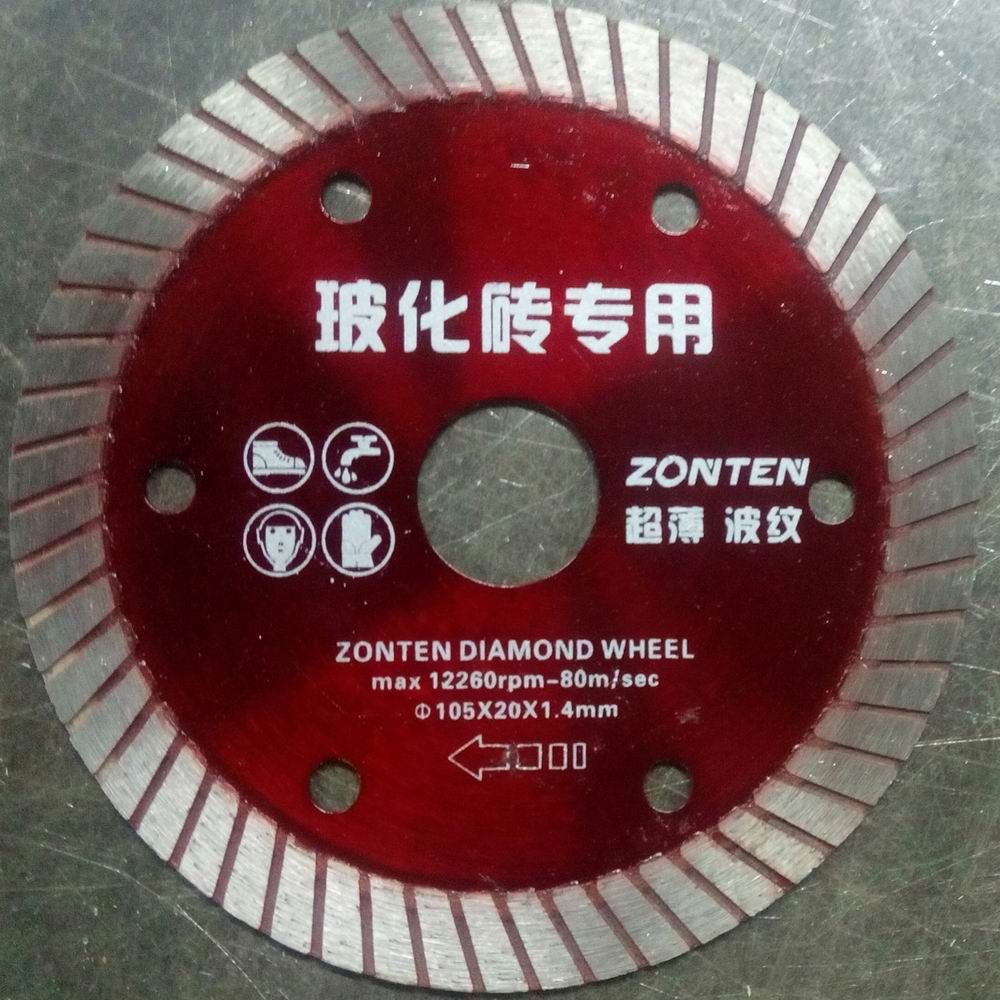 玻化砖专用
ZONTEN
超薄 波纹
ZONTEN DIAMOND WHEEL
max 12260rpm-80m/sec
Φ105X20X1.4mm